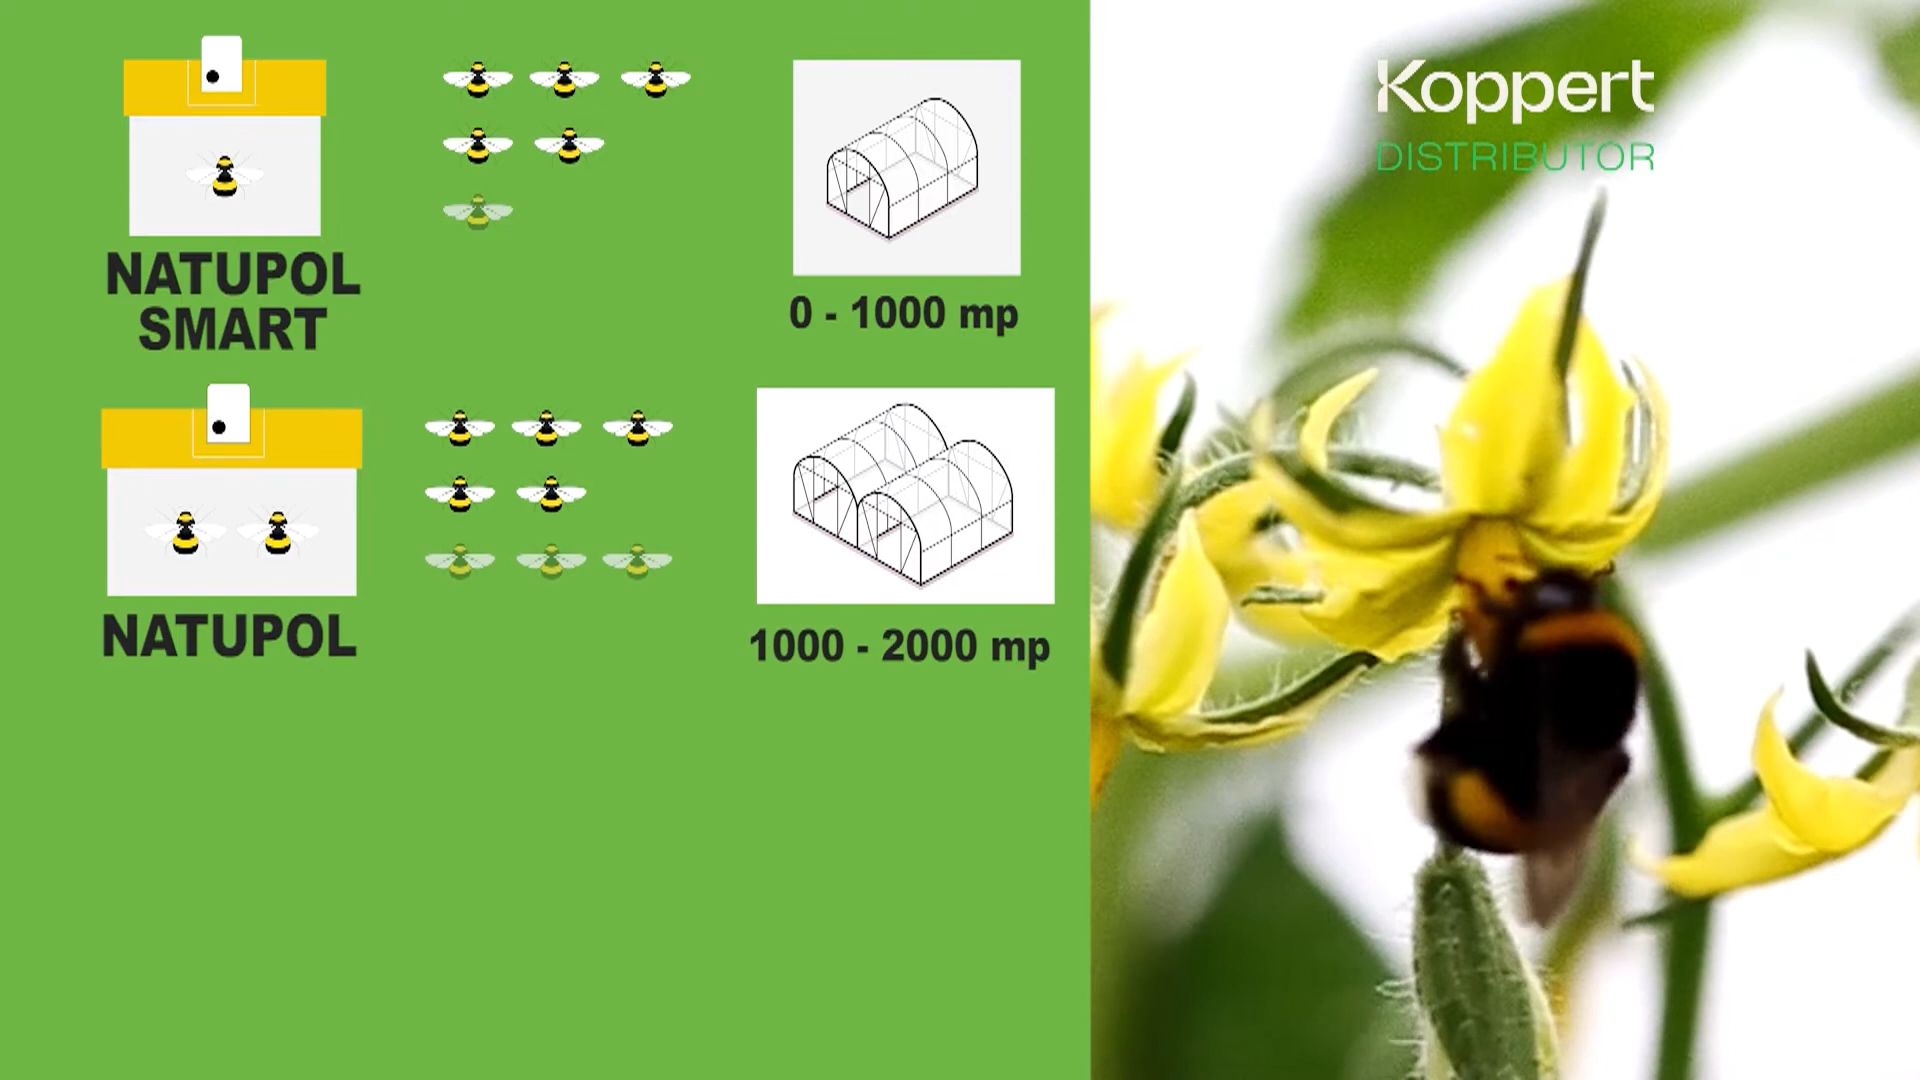 NATUPOL
SMART
0 - 1000 mp
NATUPOL
1000 - 2000 mp
Koppert
DISTRIBUTOR